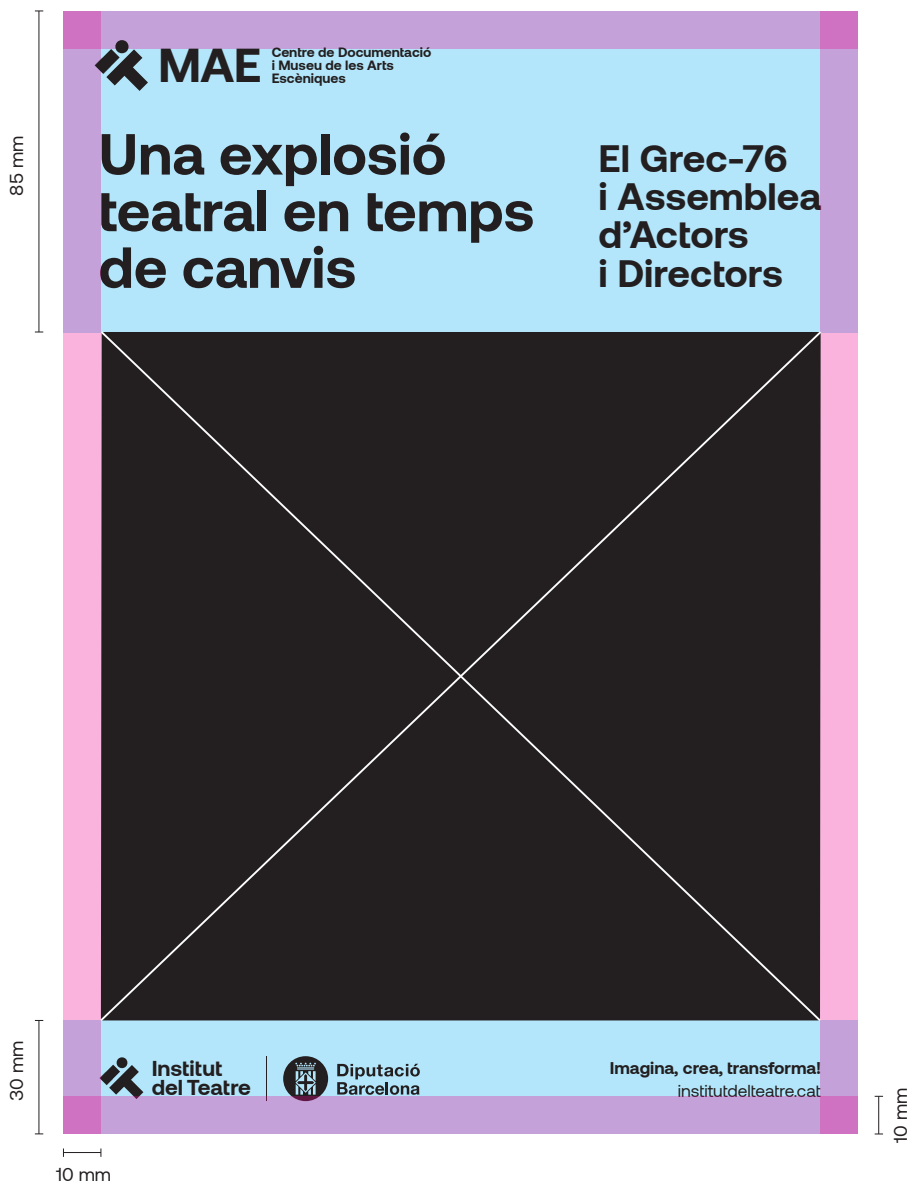 MAE
Centre de Documentació
i Museu de les Arts
Escèniques
85 mm
Una explosió
teatral en temps
de canvis
El Grec-76
i Assemblea
d’Actors
i Directors
30 mm
Institut
del Teatre
Diputació
Barcelona
Imagina, crea, transforma!
institutdelteatre.cat
10 mm
10 mm